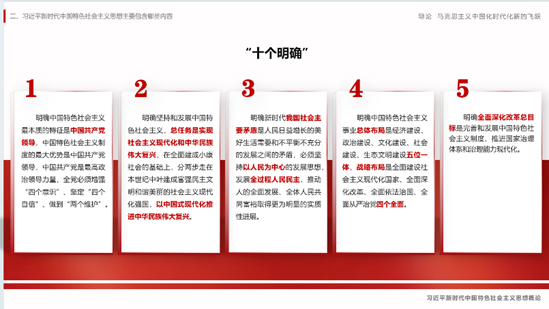 二、习近平新时代中国特色社会主义思想主要包含哪些内容
导论 马克思主义中国化时代化新的飞跃
“十个明确”
1
明确中国特色社会主义
最本质的特征是中国共产党
领导，中国特色社会主义制
度的最大优势是中国共产党
领导，中国共产党是最高政
治领导力量，全党必须增强
“四个意识”、坚定“四个
自信”、做到“两个维护”。
2
明确坚持和发展中国特
色社会主义，总任务是实现
社会主义现代化和中华民族
伟大复兴，在全面建成小康
社会的基础上，分两步走在
本世纪中叶建成富强民主文
明和谐美丽的社会主义现代
化强国，以中国式现代化推
进中华民族伟大复兴。
3
明确新时代我国社会主
要矛盾是人民日益增长的美
好生活需要和不平衡不充分
的发展之间的矛盾，必须坚
持以人民为中心的发展思想，
发展全过程人民民主，推动
人的全面发展、全体人民共
同富裕取得更为明显的实质
性进展。
4
明确中国特色社会主义
事业总体布局是经济建设、
政治建设、文化建设、社会
建设、生态文明建设五位一
体，战略布局是全面建设社
会主义现代化国家、全面深
化改革、全面依法治国、全
面从严治党四个全面。
5
明确全面深化改革总目
标是完善和发展中国特色社
会主义制度、推进国家治理
体系和治理能力现代化。
习近平新时代中国特色社会主义思想概论